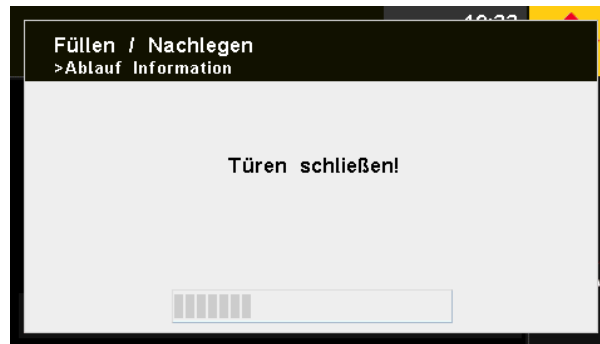 Füllen / Nachlegen
>Ablauf Information
Türen schließen!